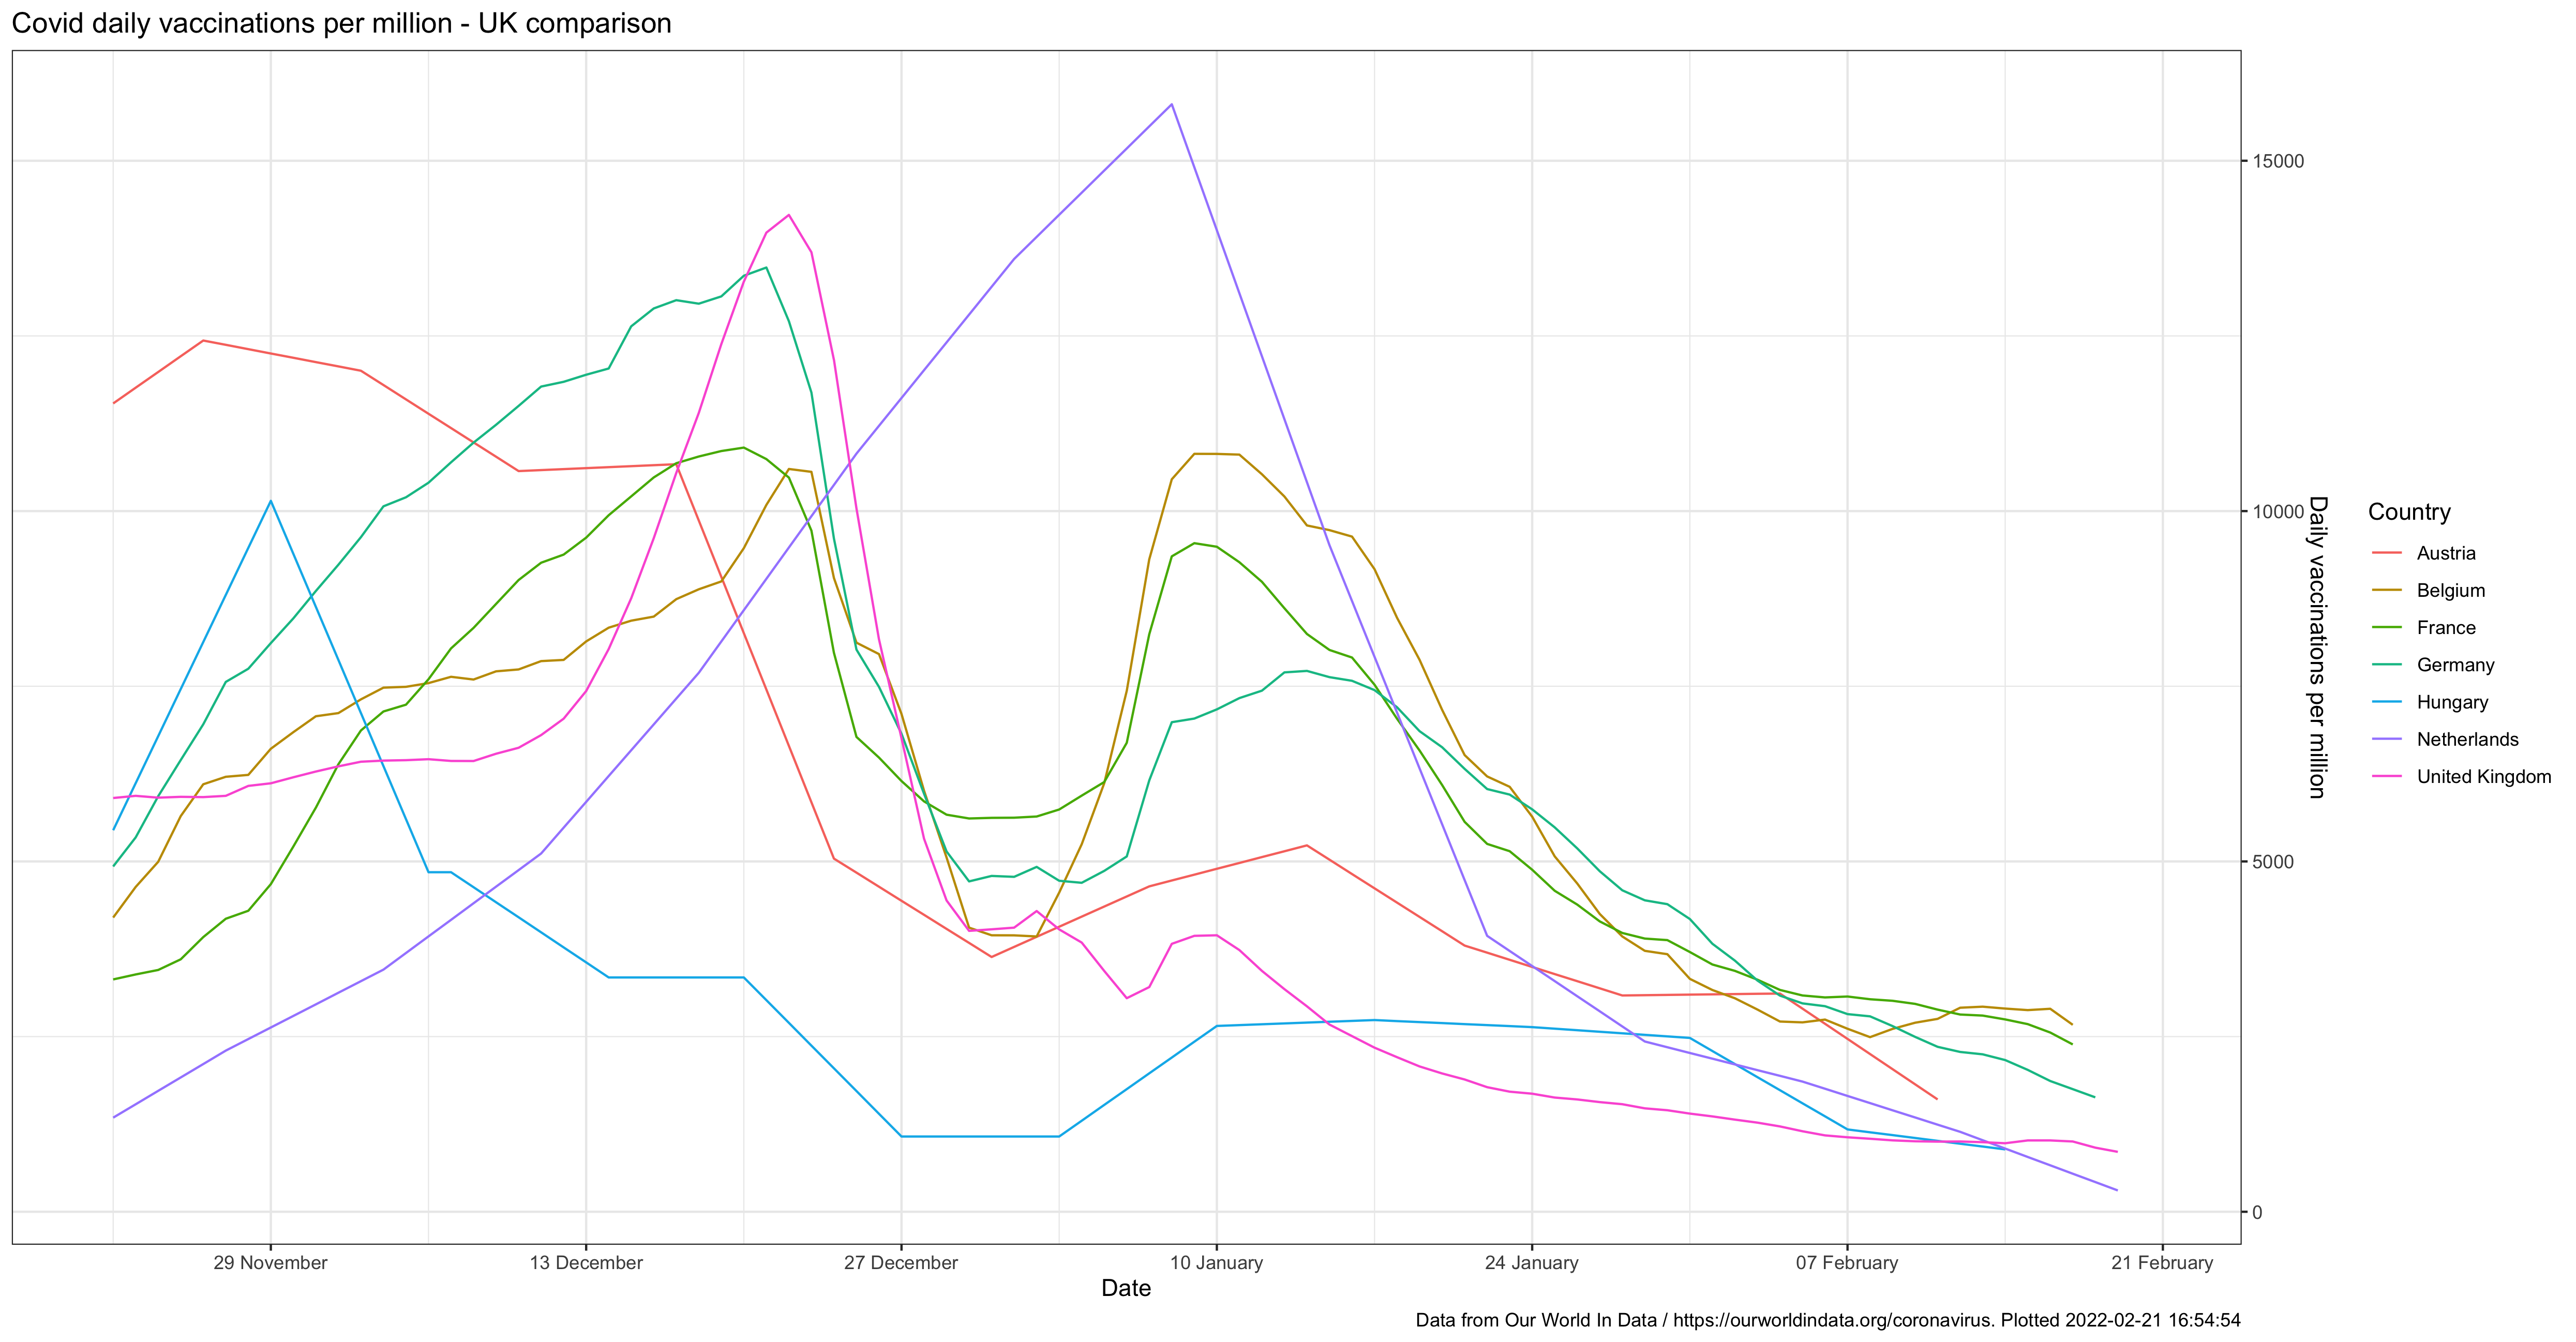 Covid daily vaccinations per million - UK comparison
15000
10000
5000
0
Daily vaccinations per million
Country
Austria
Belgium
France
Germany
Hungary
Netherlands
United Kingdom
29 November
13 December
27 December
10 January
24 January
07 February
21 February
Date
Data from Our World In Data / https://ourworldindata.org/coronavirus. Plotted 2022-02-21 16:54:54